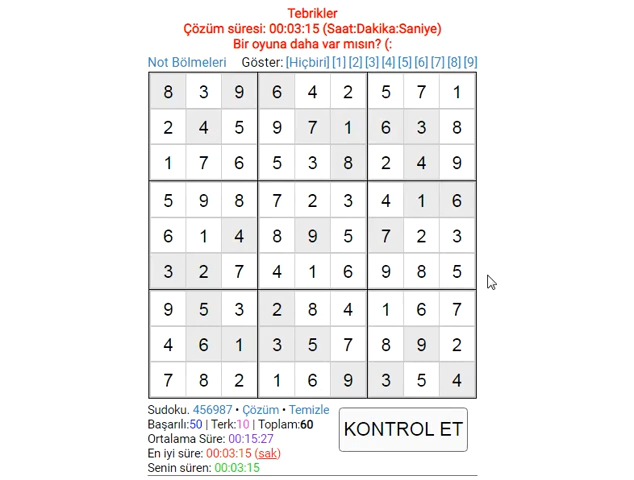 Tebrikler
Çözüm süresi: 00:03:15 (Saat:Dakika:Saniye)
Bir oyuna daha var mısın? (:
Not Bölmeleri Göster: [Hiçbiri] [1] [2] [3] [4] [5] [6] [7] [8] [9]
8 3 9 6 4 2 5 7 1
2 4 5 9 7 1 6 3 8
1 7 6 5 3 8 2 4 9
5 9 8 7 2 3 4 1 6
6 1 4 8 9 5 7 2 3
3 2 7 4 1 6 9 8 5
9 5 3 2 8 4 1 6 7
4 6 1 3 5 7 8 9 2
7 8 2 1 6 9 3 5 4
Sudoku. 456987 • Çözüm • Temizle
Başarılı:50 | Terk:10 | Toplam:60
Ortalama Süre: 00:15:27
En iyi süre: 00:03:15 (sak)
Senin süren: 00:03:15
KONTROL ET